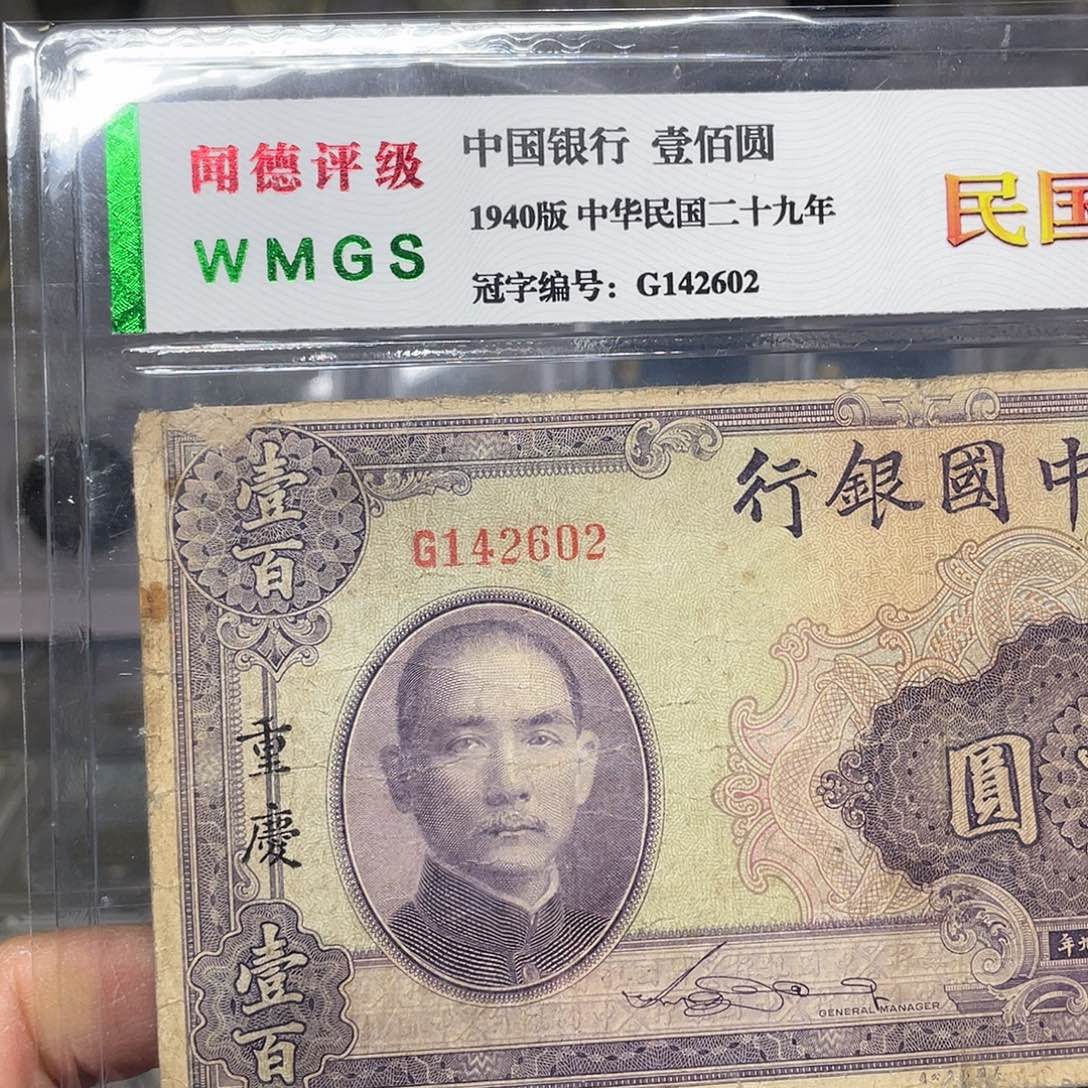 闻德评级
WMGS
中国银行 壹佰圆
1940版 中华民国二十九年
冠字编号：G142602
民国
行銀國中
G142602
壹百
重慶
壹百
圓
年九
GENERAL MANAGER